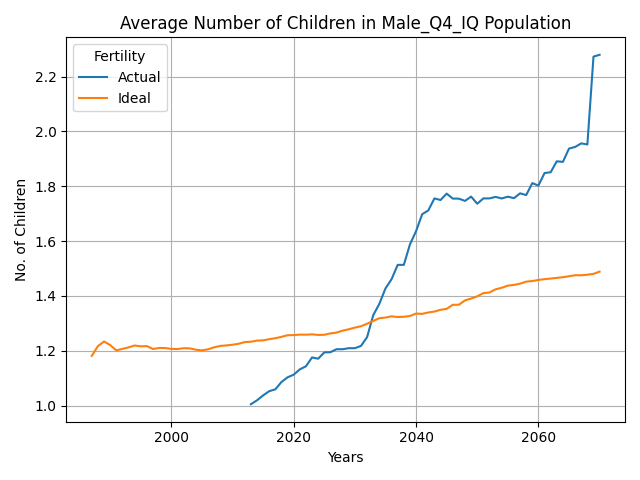 Average Number of Children in Male_Q4_IQ Population
Fertility
Actual
Ideal
No. of Children
2.2
2.0
1.8
1.6
1.4
1.2
1.0
2000
2020
2040
2060
Years